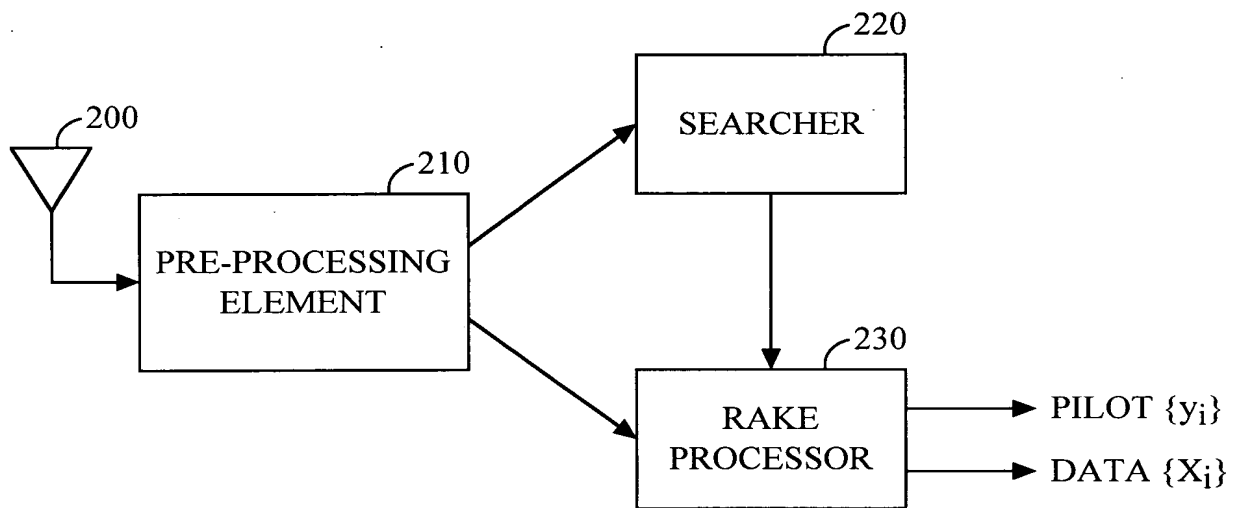 200
210
PRE-PROCESSING
ELEMENT
220
SEARCHER
230
RAKE
PROCESSOR
PILOT {yi}
DATA {Xi}